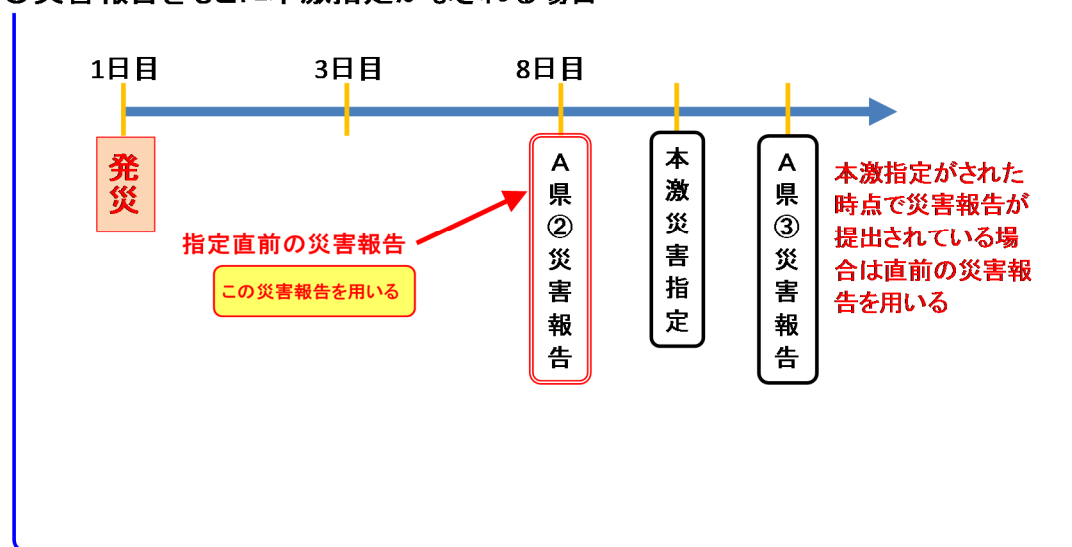 1日目
3日目
8日目
発災
指定直前の災害報告
この災害報告を用いる
A県②災害報告
本激災害指定
A県③災害報告
本激指定がされた
時点で災害報告が
提出されている場
合は直前の災害報
告を用いる